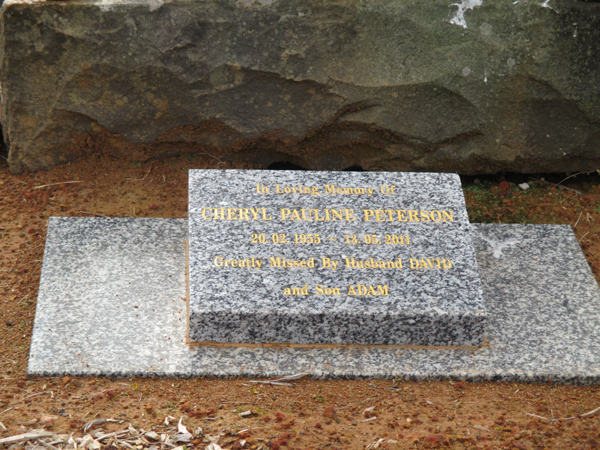 In Loving Memory Of
CHERYL PAULINE PETERSON
20.02.1955 - 13.05.2011
Greatly Missed By Husband DAVID
and Son ADAM